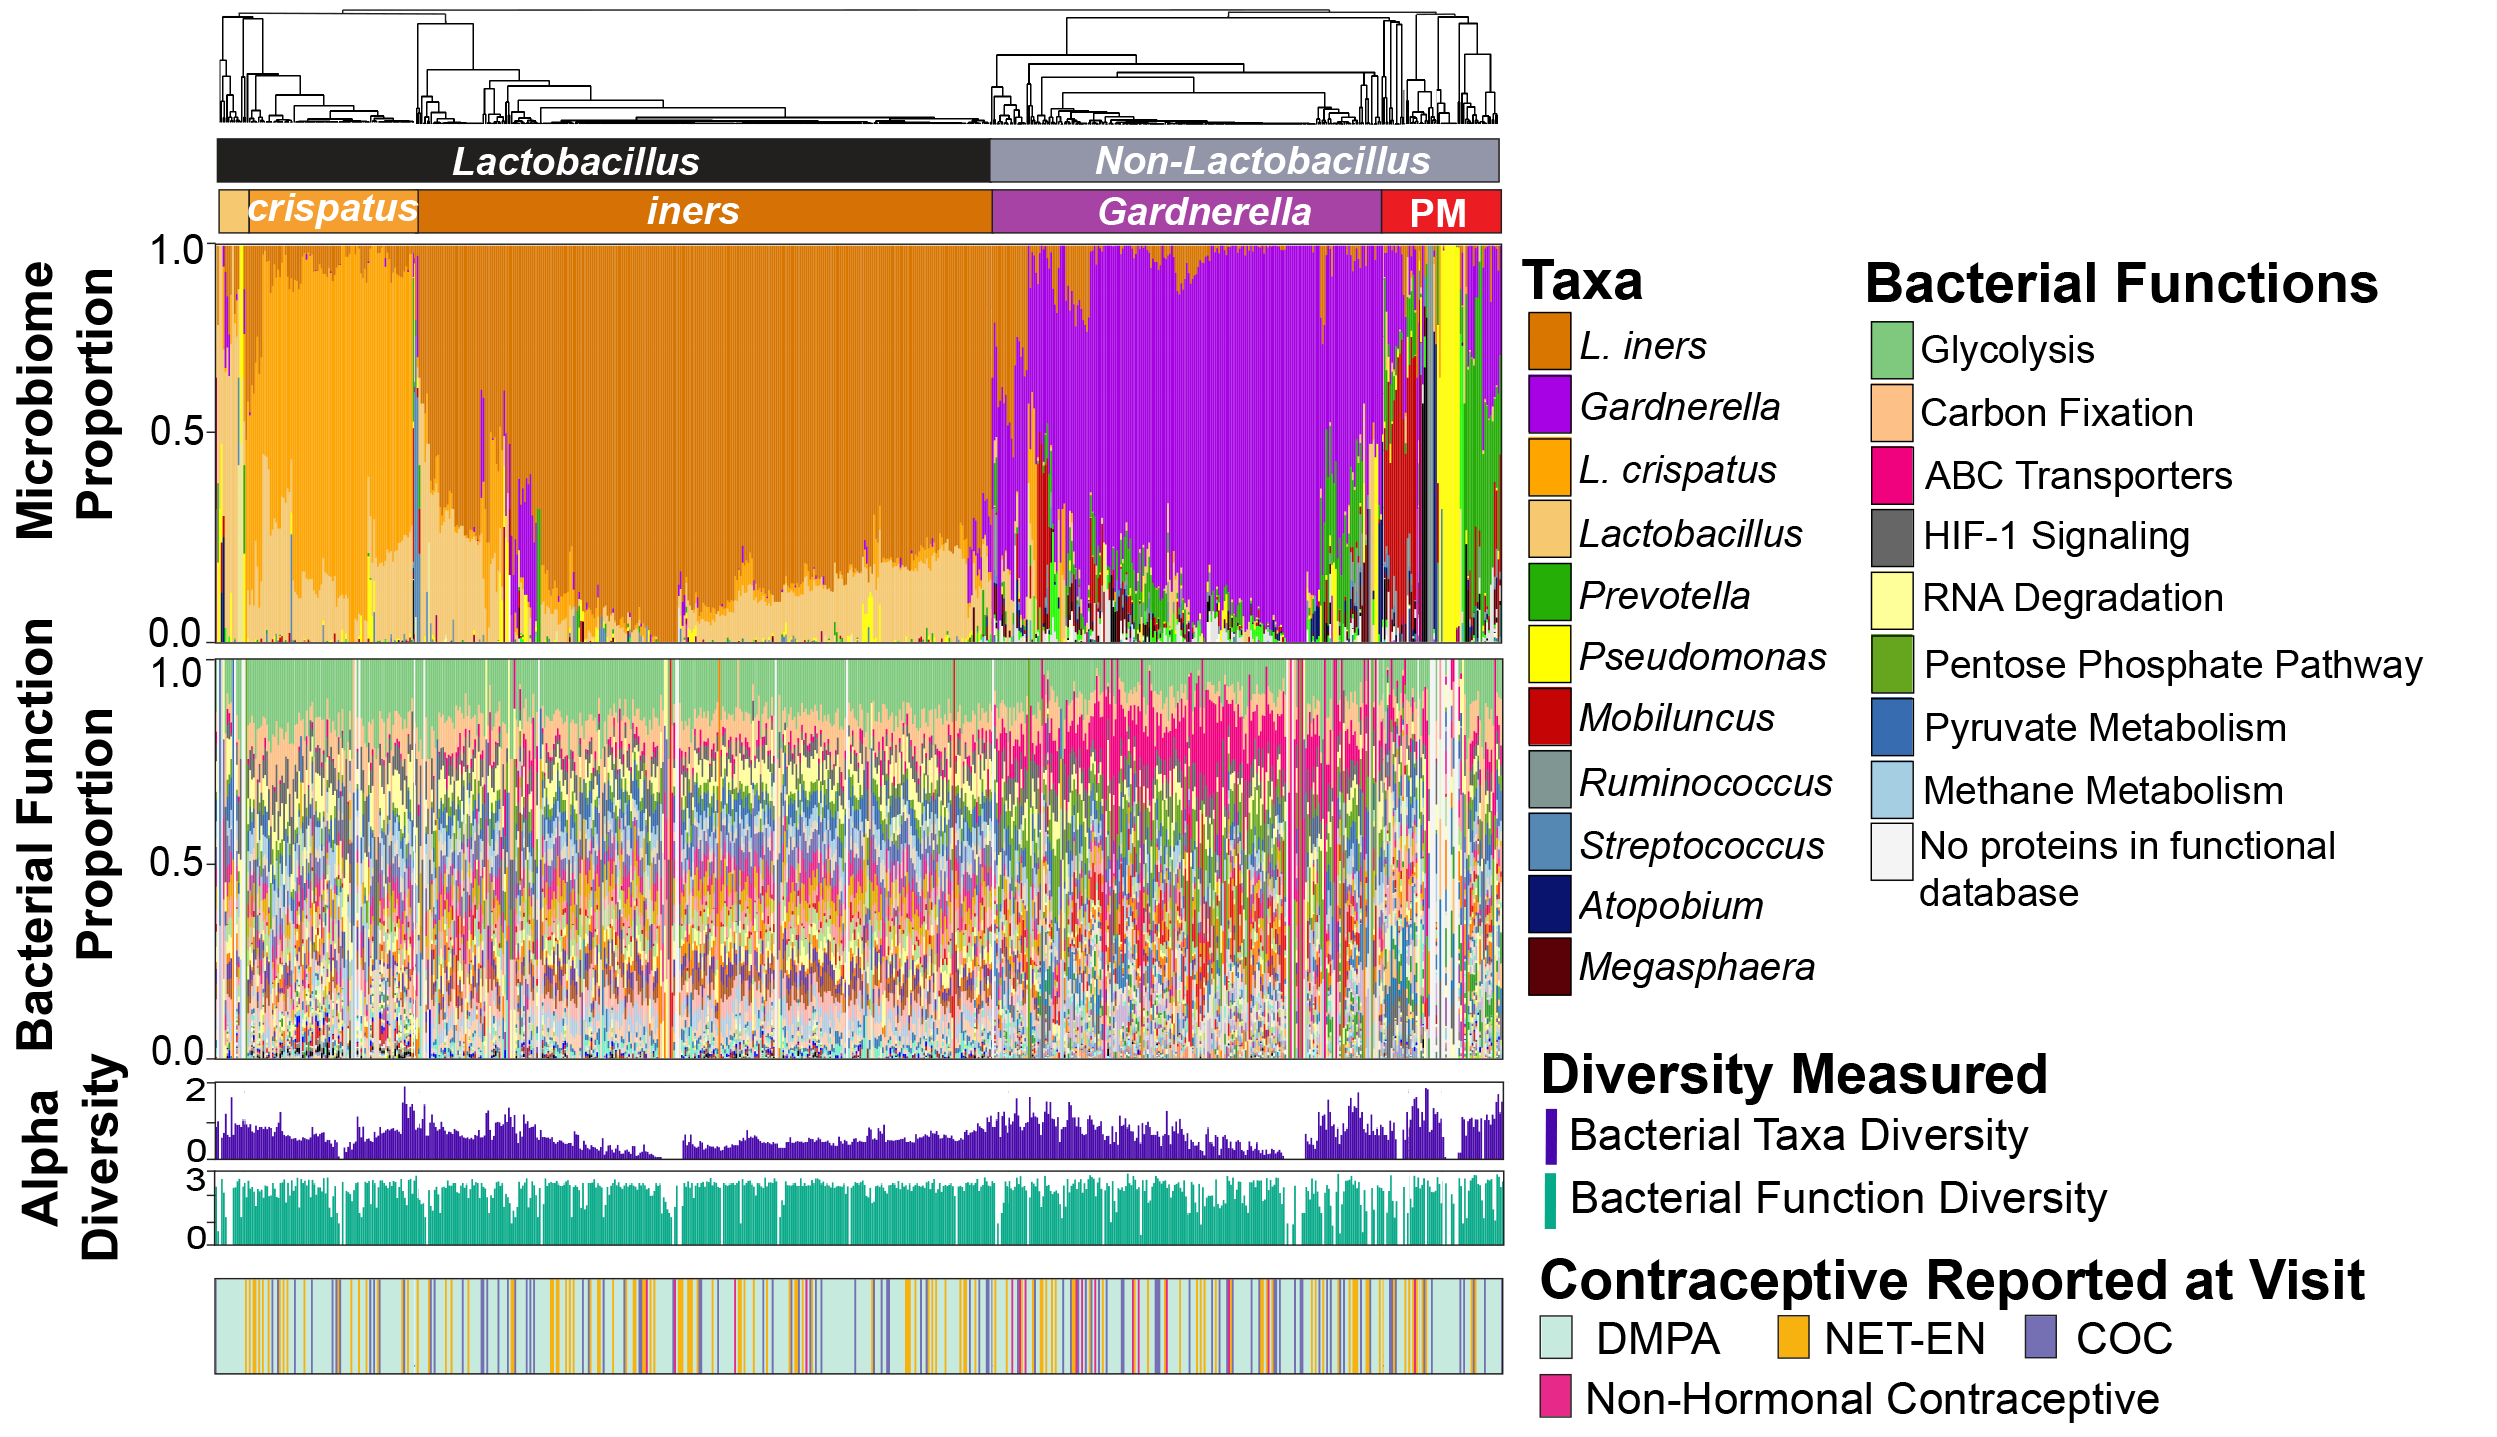 Lactobacillus
Non-Lactobacillus
crispatus
iners
Gardnerella
PM
Microbiome
Proportion
1.0
0.5
0.0
Bacterial Function
Proportion
1.0
0.5
0.0
Alpha
Diversity
2
0
3
0
Taxa
L. iners
Gardnerella
L. crispatus
Lactobacillus
Prevotella
Pseudomonas
Mobiluncus
Ruminococcus
Streptococcus
Atopobium
Megasphaera
Bacterial Functions
Glycolysis
Carbon Fixation
ABC Transporters
HIF-1 Signaling
RNA Degradation
Pentose Phosphate Pathway
Pyruvate Metabolism
Methane Metabolism
No proteins in functional
database
Diversity Measured
Bacterial Taxa Diversity
Bacterial Function Diversity
Contraceptive Reported at Visit
DMPA
NET-EN
COC
Non-Hormonal Contraceptive